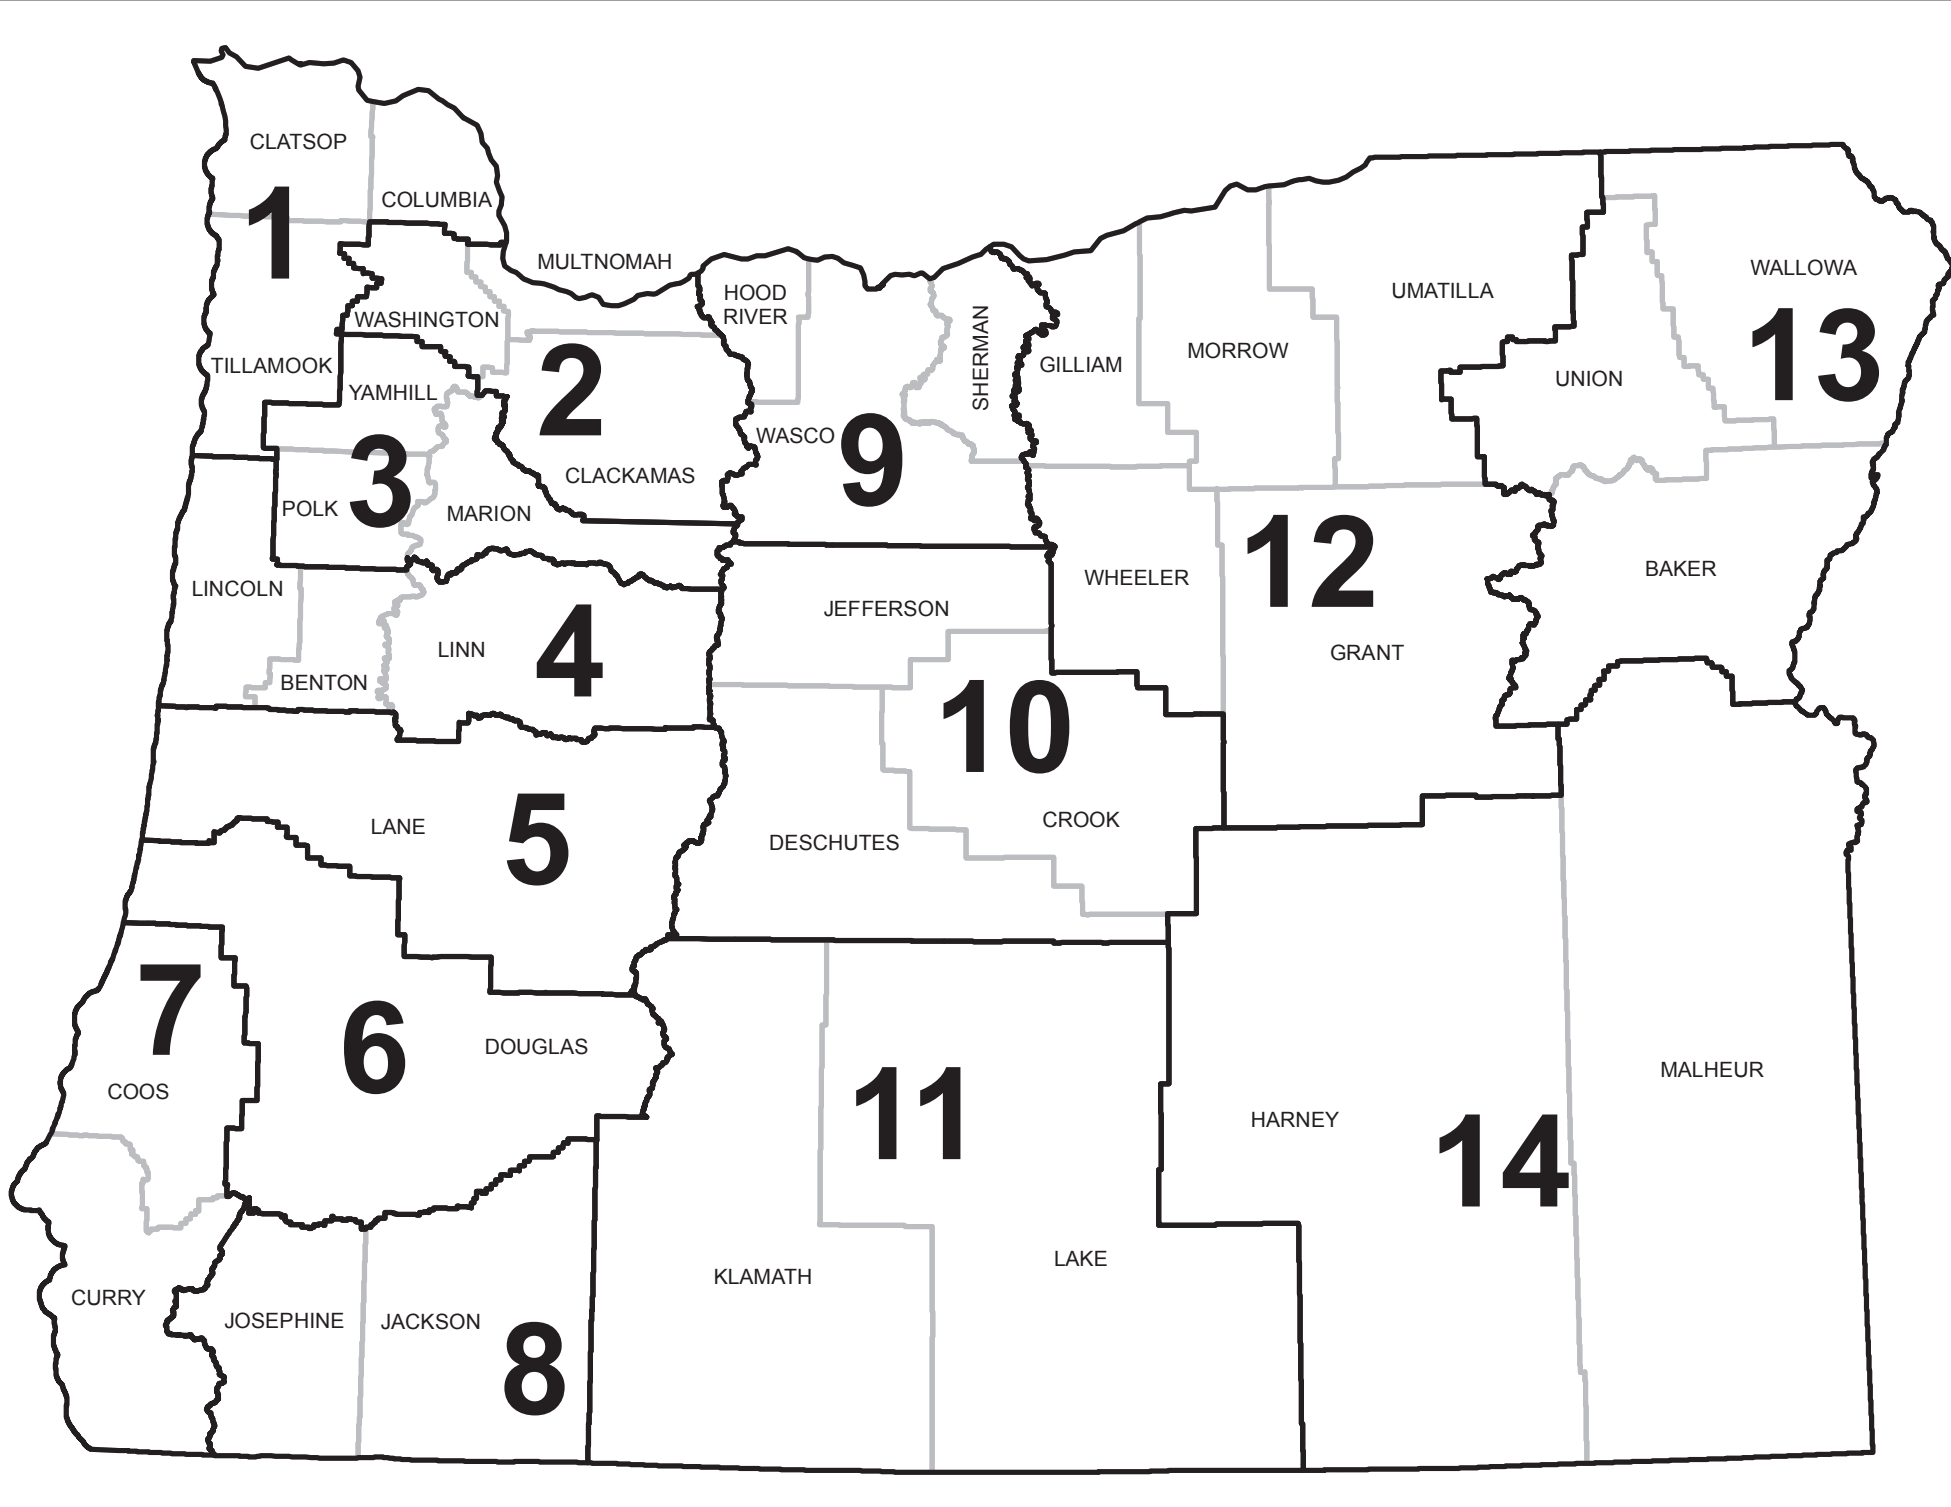 CLATSOP
COLUMBIA
1
MULTNOMAH
WASHINGTON
TILLAMOOK
HOOD
RIVER
SHERMAN
GILLIAM
MORROW
UMATILLA
WALLOWA
13
UNION
YAMHILL
2
CLACKAMAS
WASCO
9
3
POLK
MARION
12
WHEELER
GRANT
BAKER
LINCOLN
BENTON
LINN
4
JEFFERSON
10
CROOK
DESCHUTES
LANE
5
7
COOS
6
DOUGLAS
11
HARNEY
14
MALHEUR
KLAMATH
LAKE
CURRY
JOSEPHINE
JACKSON
8